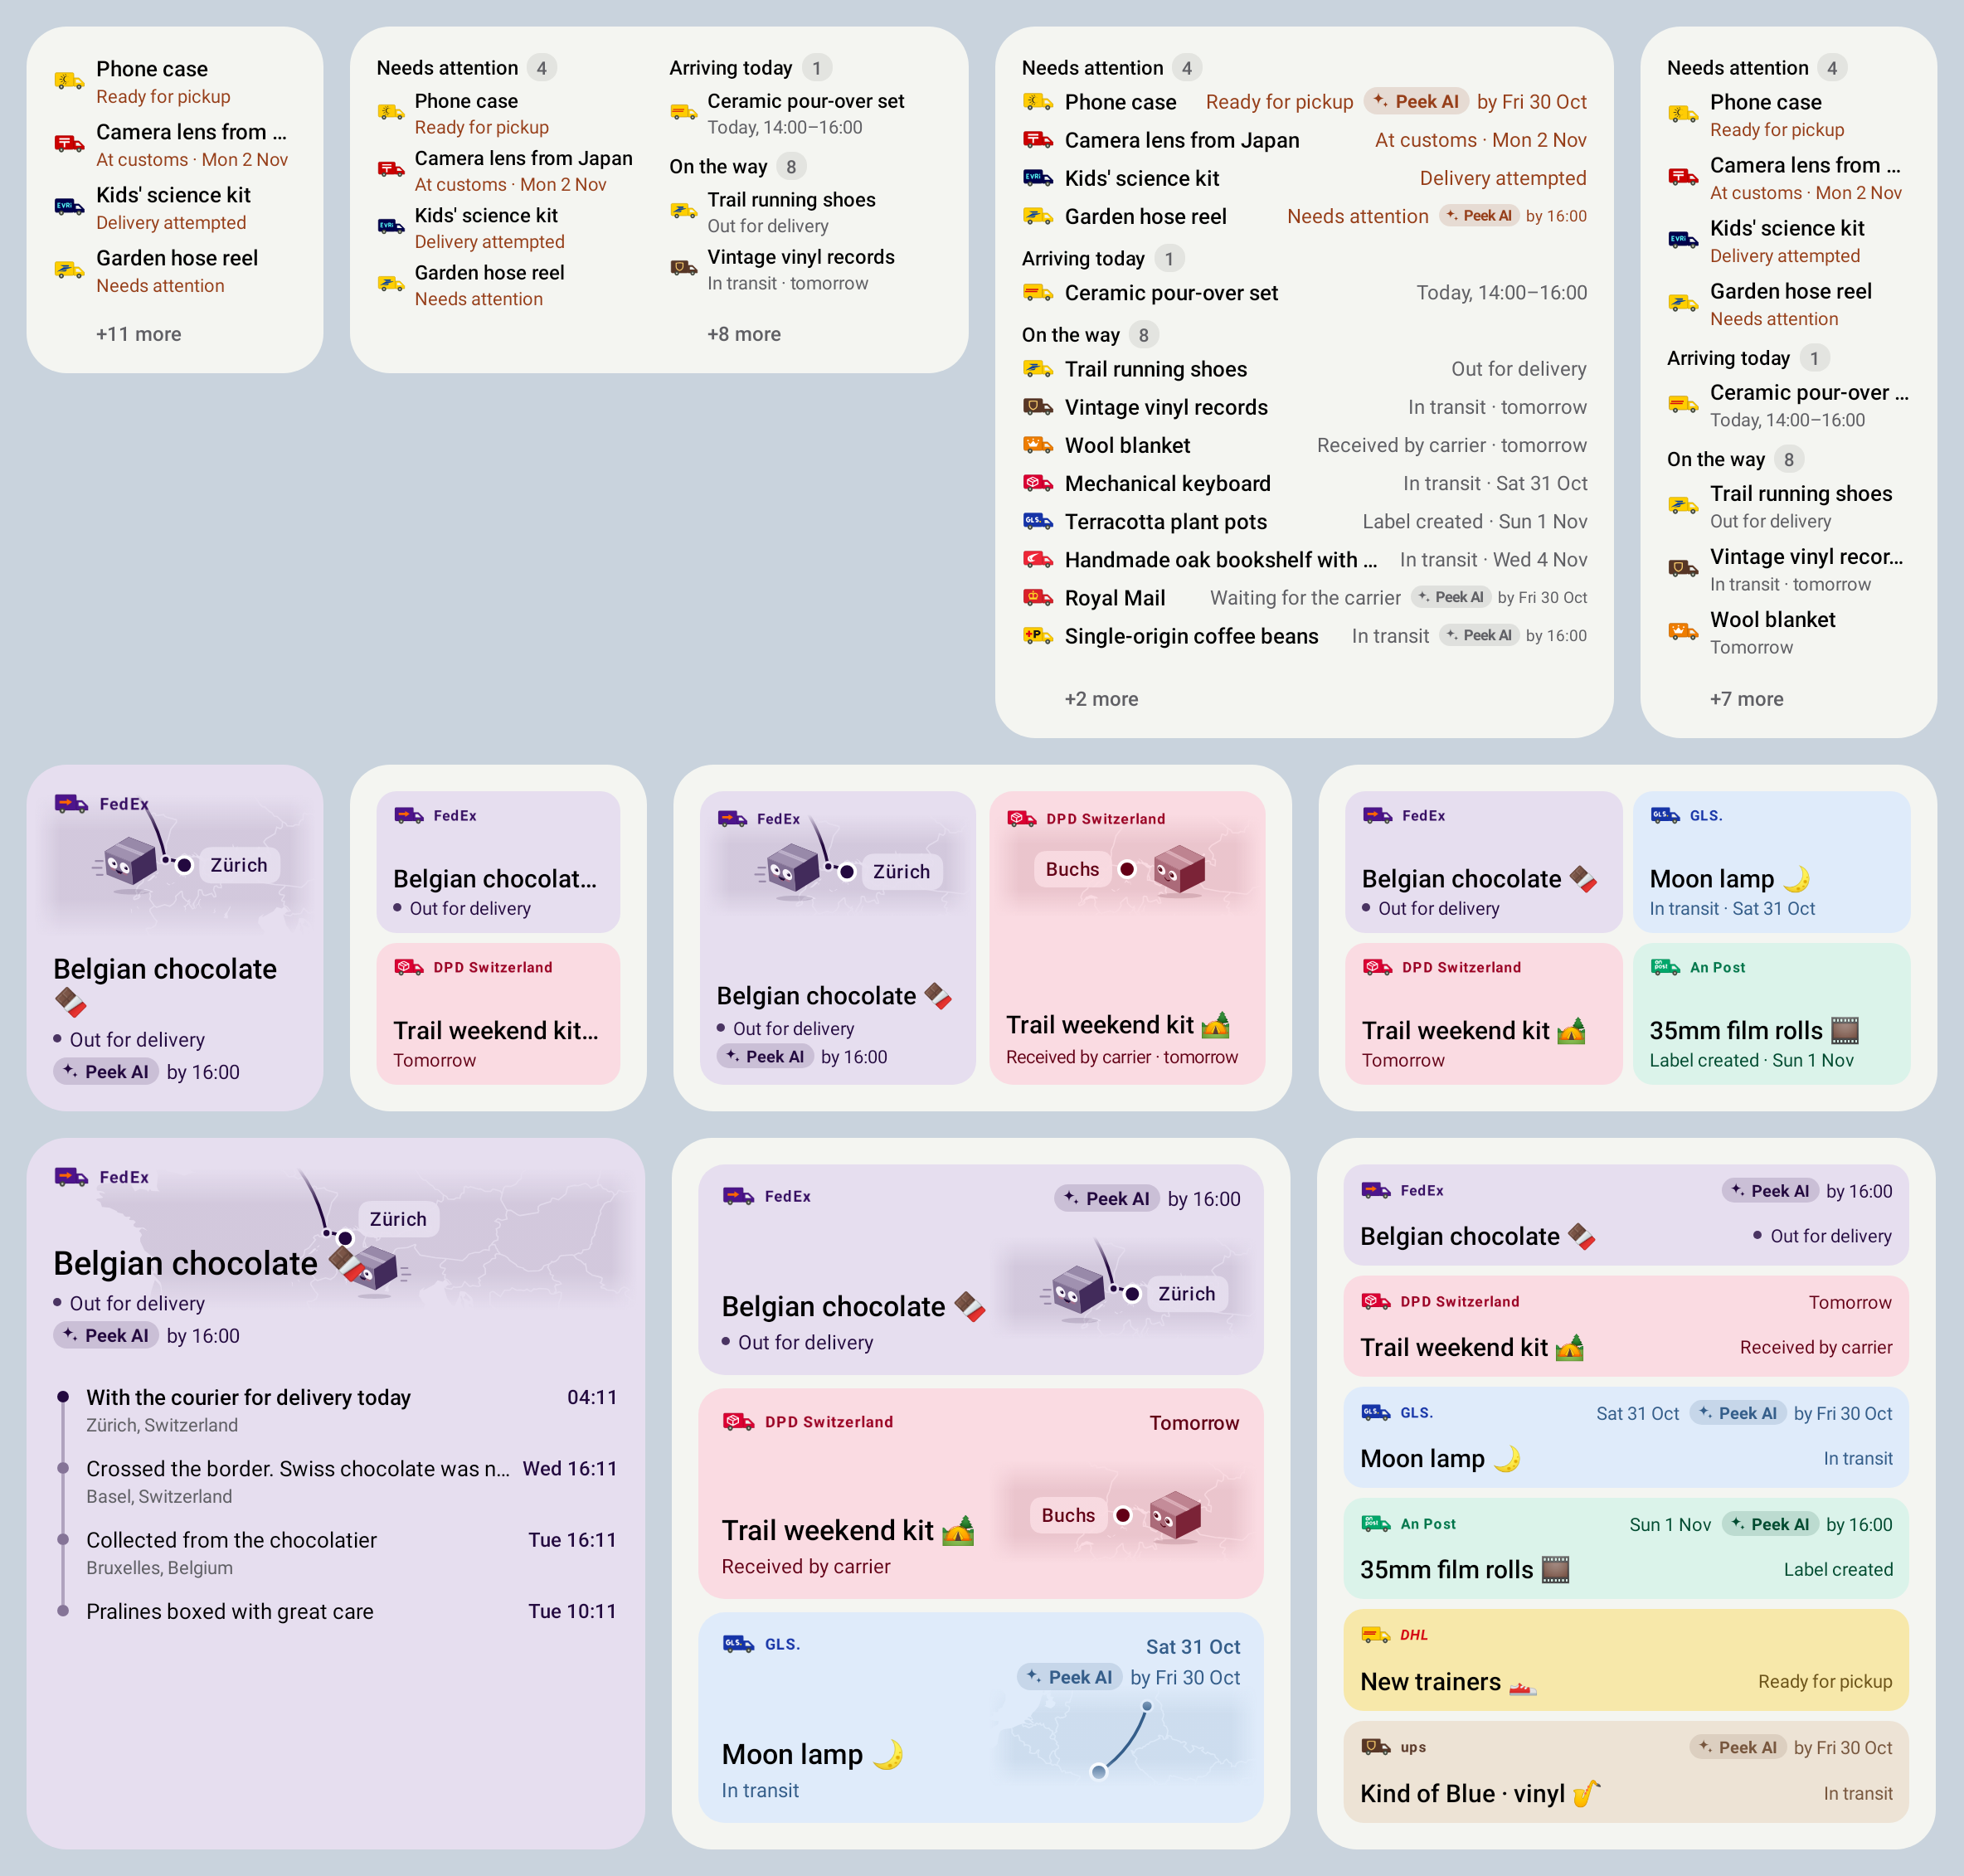 Phone case
Ready for pickup
Camera lens from ...
At customs · Mon 2 Nov
Kids' science kit
Delivery attempted
Garden hose reel
Needs attention
+11 more
Needs attention 4
Phone case
Ready for pickup
Camera lens from Japan
At customs · Mon 2 Nov
Kids' science kit
Delivery attempted
Garden hose reel
Needs attention
Arriving today 1
Ceramic pour-over set
Today, 14:00–16:00
On the way 8
Trail running shoes
Out for delivery
Vintage vinyl records
In transit · tomorrow
+8 more
Needs attention 4
Phone case Ready for pickup Peek AI by Fri 30 Oct
Camera lens from Japan At customs · Mon 2 Nov
Kids' science kit Delivery attempted
Garden hose reel Needs attention Peek AI by 16:00
Arriving today 1
Ceramic pour-over set Today, 14:00–16:00
On the way 8
Trail running shoes Out for delivery
Vintage vinyl records In transit · tomorrow
Wool blanket Received by carrier · tomorrow
Mechanical keyboard In transit · Sat 31 Oct
Terracotta plant pots Label created · Sun 1 Nov
Handmade oak bookshelf with ... In transit · Wed 4 Nov
Royal Mail Waiting for the carrier Peek AI by Fri 30 Oct
Single-origin coffee beans In transit Peek AI by 16:00
+2 more
Needs attention 4
Phone case
Ready for pickup
Camera lens from ...
At customs · Mon 2 Nov
Kids' science kit
Delivery attempted
Garden hose reel
Needs attention
Arriving today 1
Ceramic pour-over ...
Today, 14:00–16:00
On the way 8
Trail running shoes
Out for delivery
Vintage vinyl recor...
In transit · tomorrow
Wool blanket
Tomorrow
+7 more
FedEx
Zürich
Belgian chocolate 🍫
Out for delivery
Peek AI by 16:00
FedEx
Belgian chocolat...
Out for delivery
DPD Switzerland
Trail weekend kit...
Tomorrow
FedEx
Zürich
Belgian chocolate 🍫
Out for delivery
Peek AI by 16:00
DPD Switzerland
Buchs
Trail weekend kit 🏕️
Received by carrier · tomorrow
FedEx
Belgian chocolate 🍫
Out for delivery
GLS.
Moon lamp 🌙
In transit · Sat 31 Oct
DPD Switzerland
Trail weekend kit 🏕️
Tomorrow
An Post
35mm film rolls 🎞️
Label created · Sun 1 Nov
FedEx
Zürich
Belgian chocolate 🍫
Out for delivery
Peek AI by 16:00
With the courier for delivery today 04:11
Zürich, Switzerland
Crossed the border. Swiss chocolate was n... Wed 16:11
Basel, Switzerland
Collected from the chocolatier Tue 16:11
Bruxelles, Belgium
Pralines boxed with great care Tue 10:11
FedEx Peek AI by 16:00
Zürich
Belgian chocolate 🍫
Out for delivery
DPD Switzerland Tomorrow
Buchs
Trail weekend kit 🏕️
Received by carrier
GLS. Sat 31 Oct
Peek AI by Fri 30 Oct
Moon lamp 🌙
In transit
FedEx Peek AI by 16:00
Belgian chocolate 🍫 Out for delivery
DPD Switzerland Tomorrow
Trail weekend kit 🏕️ Received by carrier
GLS. Sat 31 Oct Peek AI by Fri 30 Oct
Moon lamp 🌙 In transit
An Post Sun 1 Nov Peek AI by 16:00
35mm film rolls 🎞️ Label created
DHL
New trainers 👟 Ready for pickup
ups Peek AI by Fri 30 Oct
Kind of Blue · vinyl 🎷 In transit